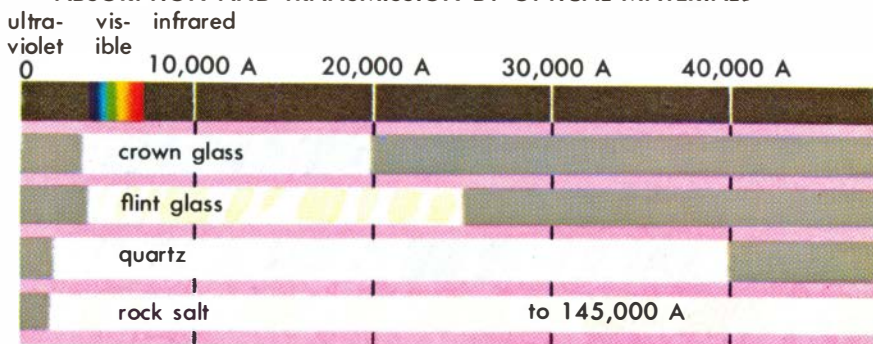 ABSORPTION AND TRANSMISSION BY OPTICAL MATERIALS
ultra- vis- infrared
violet ible
0 10,000 A 20,000 A 30,000 A 40,000 A
crown glass
flint glass
quartz
rock salt to 145,000 A